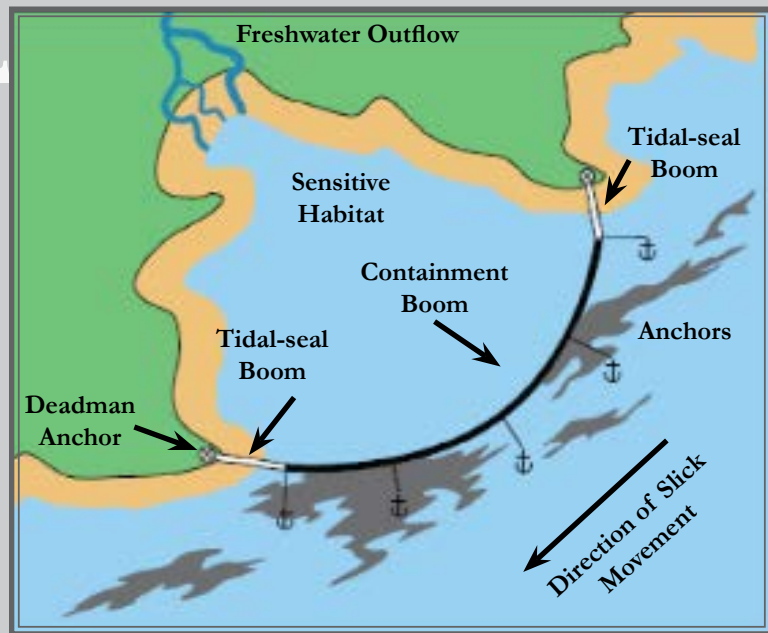 Freshwater Outflow
Tidal-seal
Boom
Sensitive
Habitat
Containment
Boom
Anchors
Tidal-seal
Boom
Deadman
Anchor
Direction of Slick
Movement